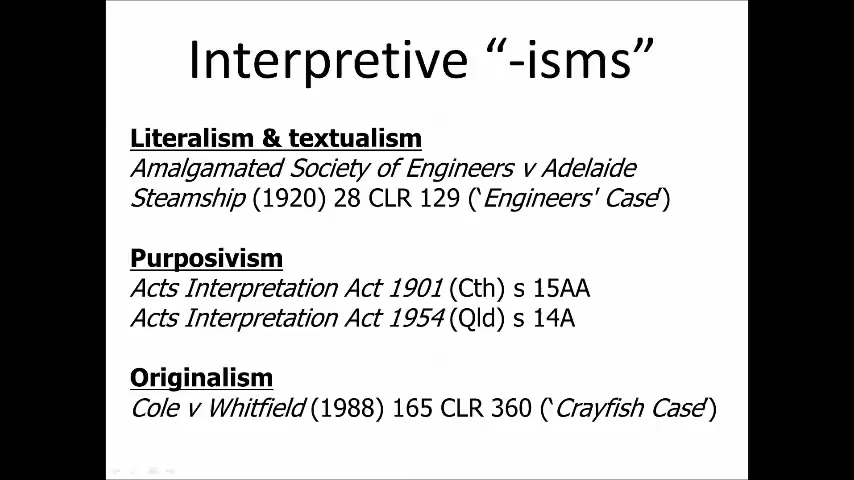 Interpretive “-isms”
Literalism & textualism
Amalgamated Society of Engineers v Adelaide
Steamship (1920) 28 CLR 129 (‘Engineers' Case’)
Purposivism
Acts Interpretation Act 1901 (Cth) s 15AA
Acts Interpretation Act 1954 (Qld) s 14A
Originalism
Cole v Whitfield (1988) 165 CLR 360 (‘Crayfish Case’)